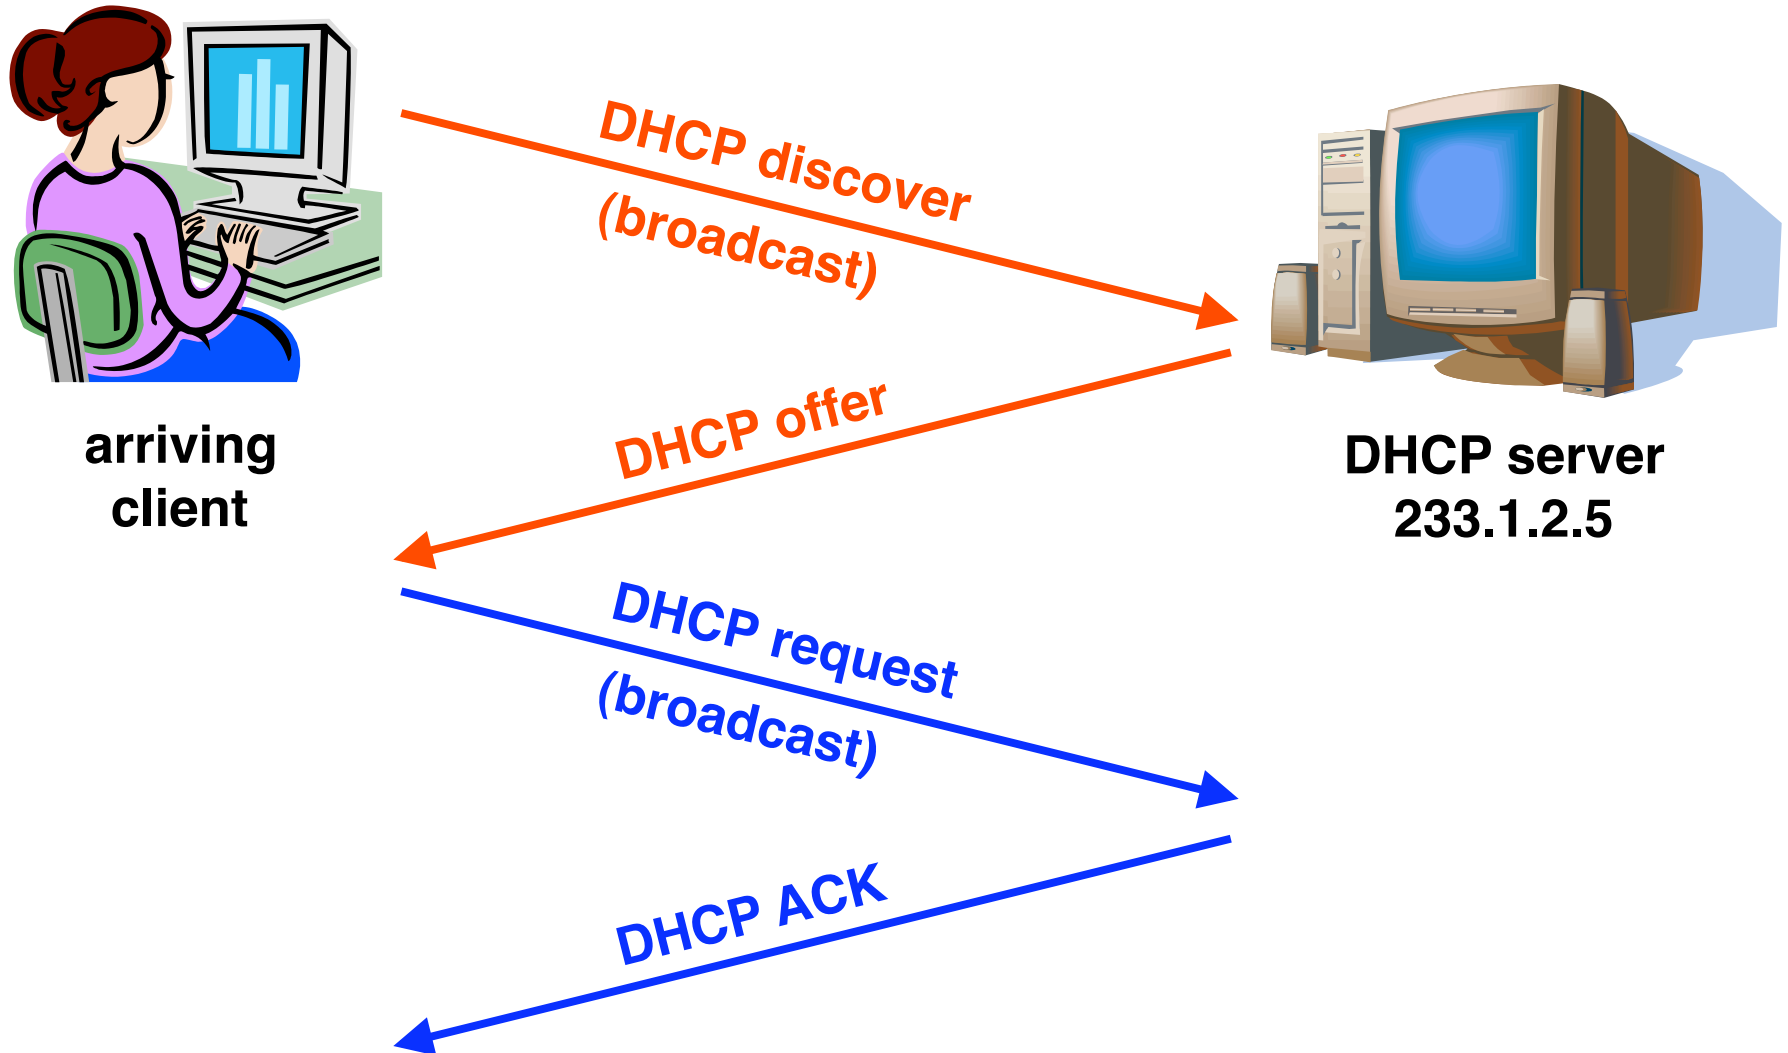 DHCP discover
(broadcast)
DHCP offer
arriving
client
DHCP server
233.1.2.5
DHCP request
(broadcast)
DHCP ACK